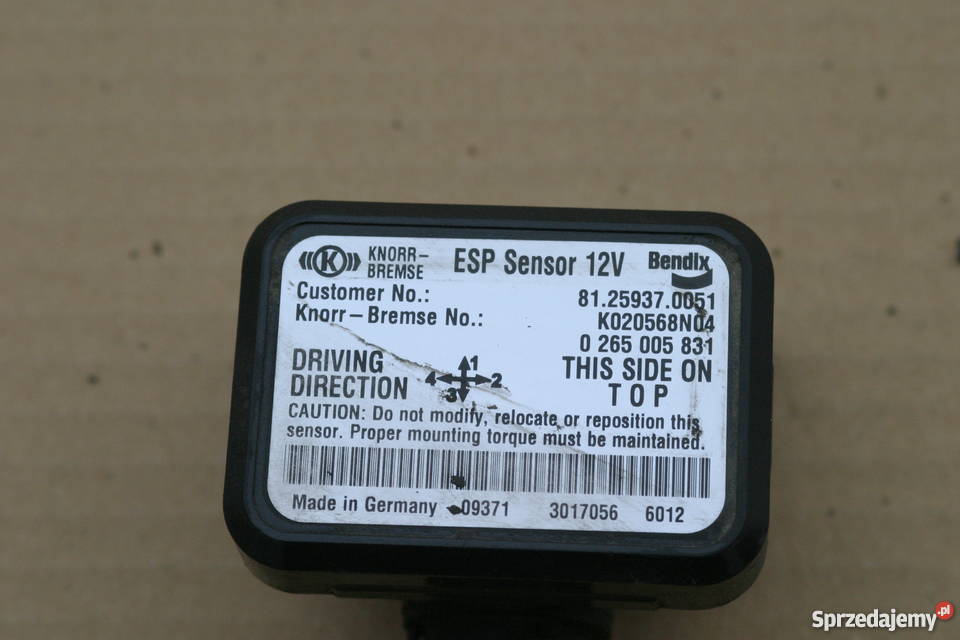 KNORR-BREMSE ESP Sensor 12V Bendix
Customer No.: 81.25937.0051
Knorr-Bremse No.: K020568N04
0 265 005 831
DRIVING DIRECTION 1 2 3 4 THIS SIDE ON TOP
CAUTION: Do not modify, relocate or reposition this
sensor. Proper mounting torque must be maintained.
Made in Germany 09371 3017056 6012
Sprzedajemy.pl